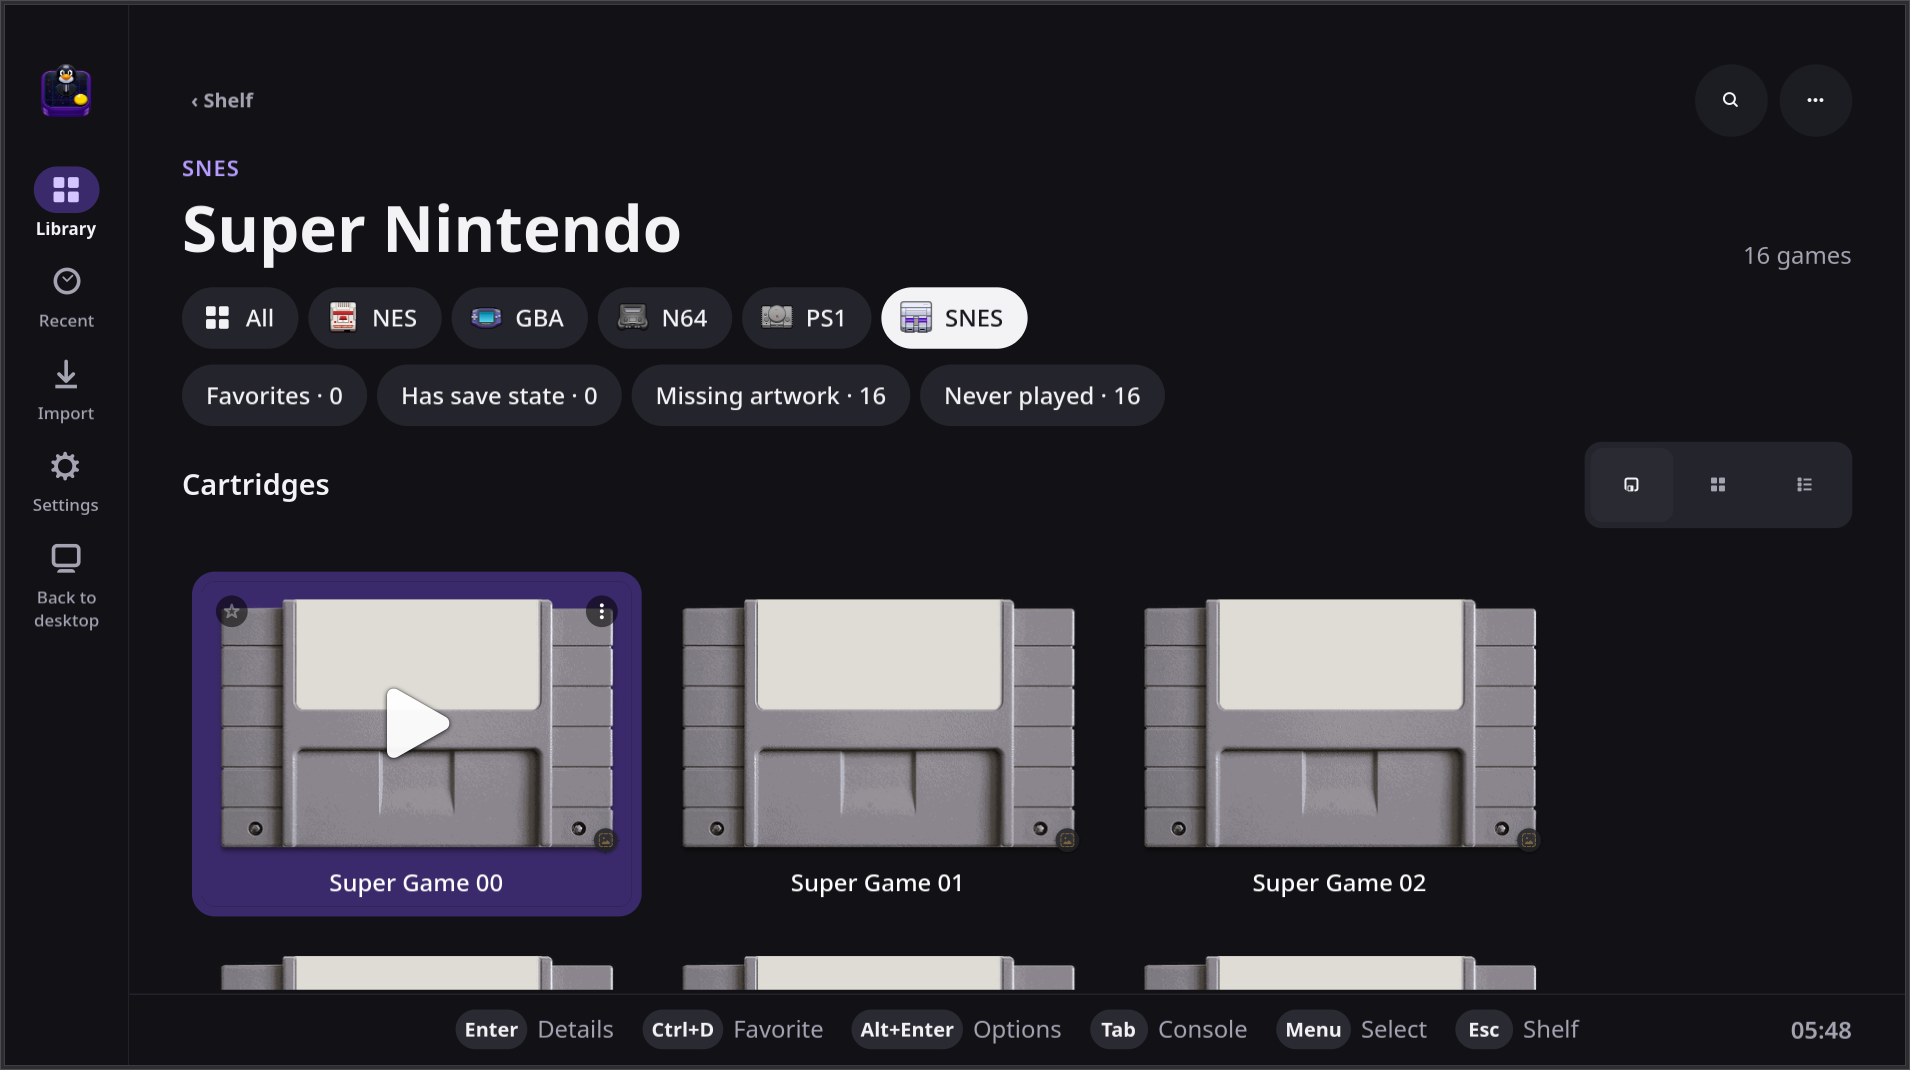 ‹ Shelf
SNES
Super Nintendo
16 games
All
NES
GBA
N64
PS1
SNES
Favorites · 0
Has save state · 0
Missing artwork · 16
Never played · 16
Cartridges
Super Game 00
Super Game 01
Super Game 02
Library
Recent
Import
Settings
Back to
desktop
Enter Details
Ctrl+D Favorite
Alt+Enter Options
Tab Console
Menu Select
Esc Shelf
05:48